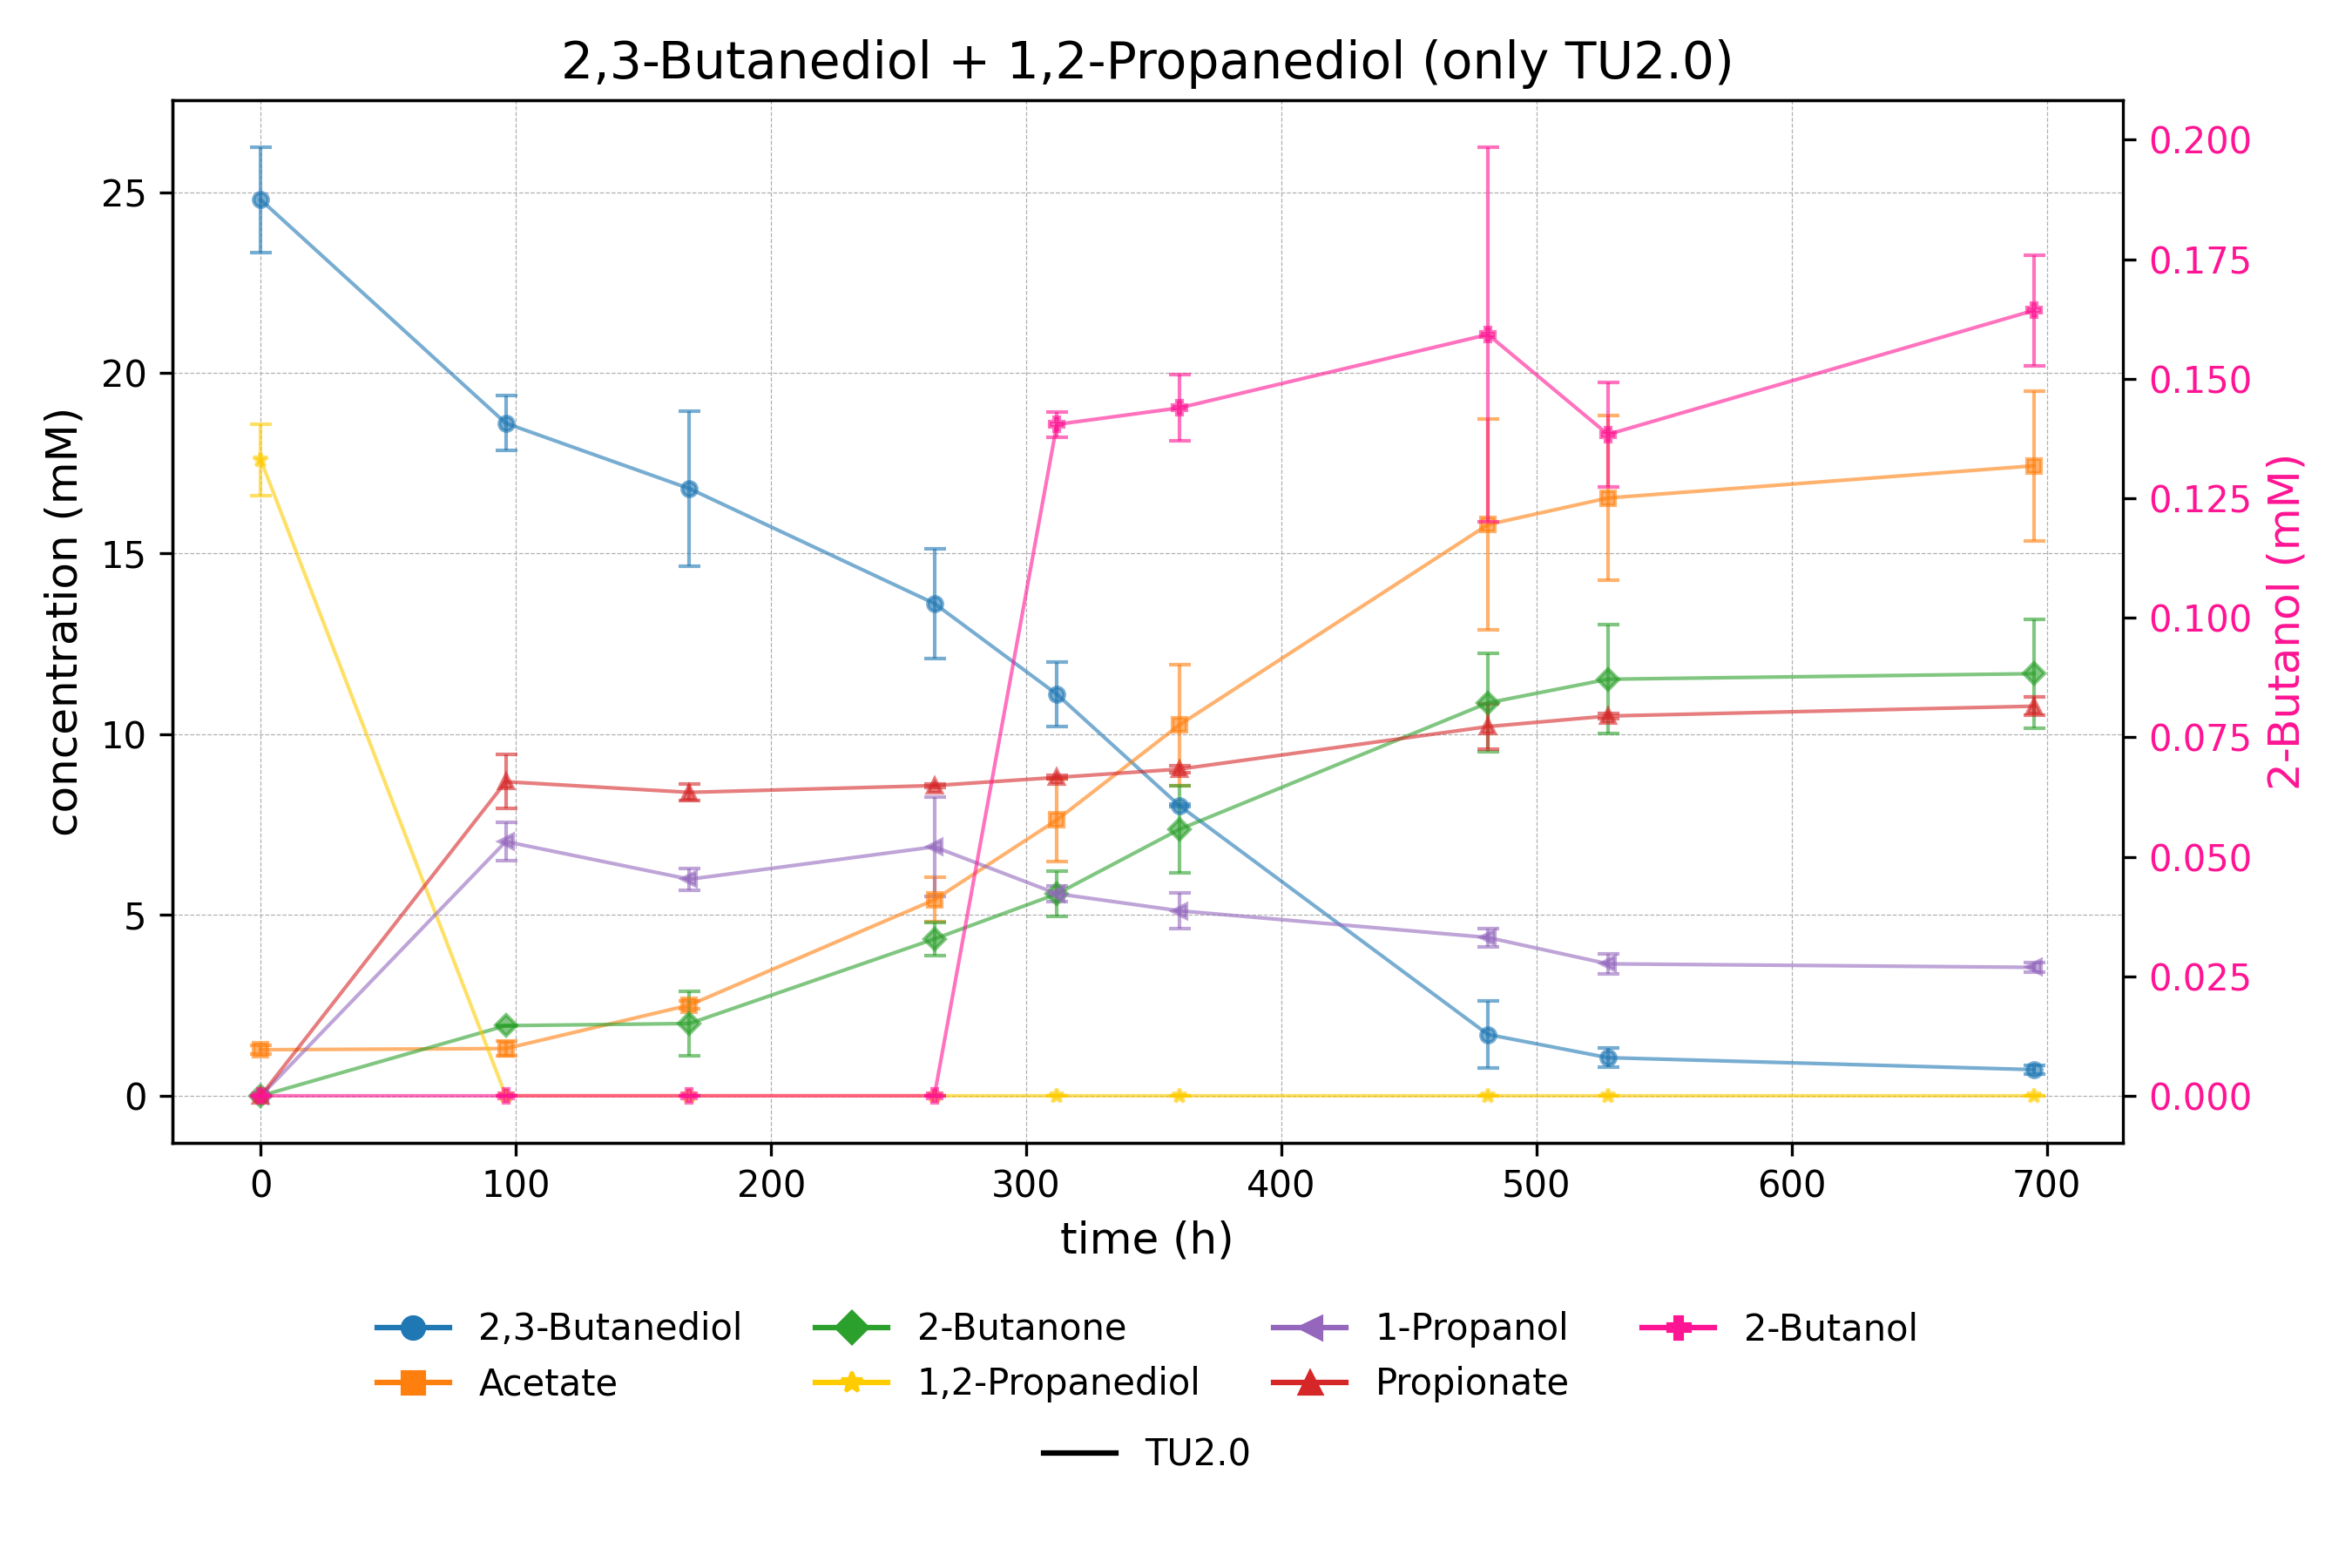 2,3-Butanediol + 1,2-Propanediol (only TU2.0)
concentration (mM)
25
20
15
10
5
0
0.200
0.175
0.150
0.125
0.100
0.075
0.050
0.025
0.000
2-Butanol (mM)
0 100 200 300 400 500 600 700
time (h)
2,3-Butanediol 2-Butanone 1-Propanol 2-Butanol
Acetate 1,2-Propanediol Propionate
TU2.0